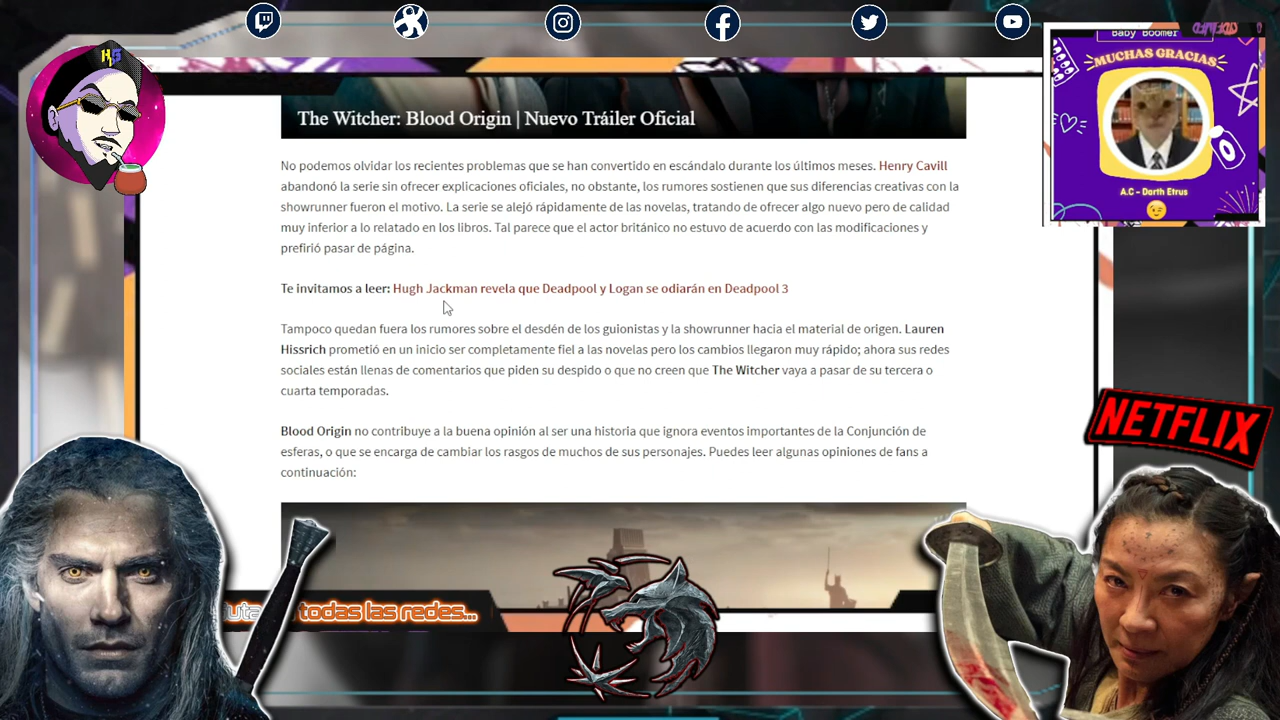 Baby Boomer
MUCHAS GRACIAS
A.C - Darth Etrus
The Witcher: Blood Origin | Nuevo Tráiler Oficial
No podemos olvidar los recientes problemas que se han convertido en escándalo durante los últimos meses. Henry Cavill
abandonó la serie sin ofrecer explicaciones oficiales, no obstante, los rumores sostienen que sus diferencias creativas con la
showrunner fueron el motivo. La serie se alejó rápidamente de las novelas, tratando de ofrecer algo nuevo pero de calidad
muy inferior a lo relatado en los libros. Tal parece que el actor británico no estuvo de acuerdo con las modificaciones y
prefirió pasar de página.
Te invitamos a leer: Hugh Jackman revela que Deadpool y Logan se odiarán en Deadpool 3
Tampoco quedan fuera los rumores sobre el desdén de los guionistas y la showrunner hacia el material de origen. Lauren
Hissrich prometió en un inicio ser completamente fiel a las novelas pero los cambios llegaron muy rápido; ahora sus redes
sociales están llenas de comentarios que piden su despido o que no creen que The Witcher vaya a pasar de su tercera o
cuarta temporadas.
Blood Origin no contribuye a la buena opinión al ser una historia que ignora eventos importantes de la Conjunción de
esferas, o que se encarga de cambiar los rasgos de muchos de sus personajes. Puedes leer algunas opiniones de fans a
continuación:
NETFLIX
todas las redes...